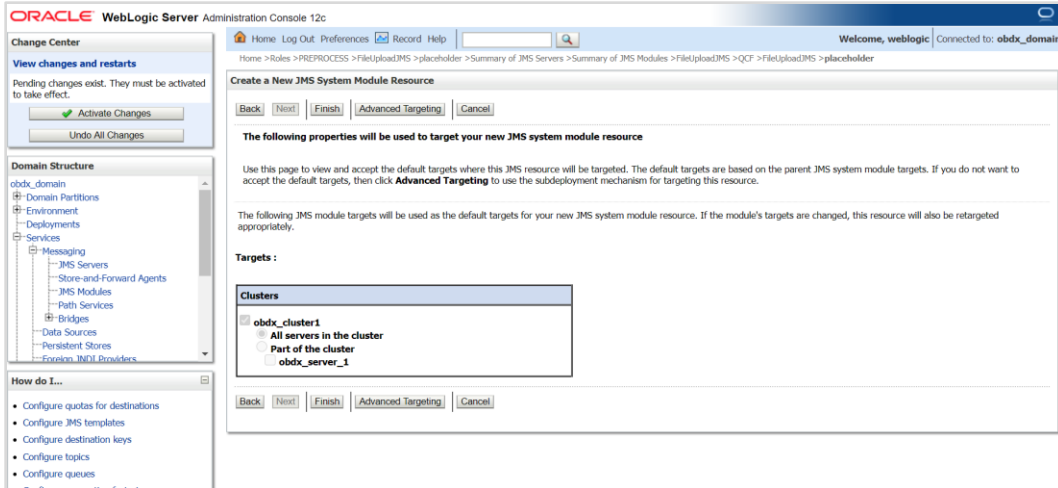 ORACLE WebLogic Server Administration Console 12c
Change Center
View changes and restarts
Pending changes exist. They must be activated
to take effect.
Activate Changes
Undo All Changes
Domain Structure
obdx_domain
Domain Partitions
Environment
Deployments
Services
Messaging
JMS Servers
Store-and-Forward Agents
JMS Modules
Path Services
Bridges
Data Sources
Persistent Stores
Foreign JNDI Providers
How do I...
Configure quotas for destinations
Configure JMS templates
Configure destination keys
Configure topics
Configure queues
Home Log Out Preferences Record Help
Welcome, weblogic Connected to: obdx_domain
Home >Roles >PREPROCESS >FileUploadJMS >placeholder >Summary of JMS Servers >Summary of JMS Modules >FileUploadJMS >QCF >FileUploadJMS >placeholder
Create a New JMS System Module Resource
Back Next Finish Advanced Targeting Cancel
The following properties will be used to target your new JMS system module resource
Use this page to view and accept the default targets where this JMS resource will be targeted. The default targets are based on the parent JMS system module targets. If you do not want to
accept the default targets, then click Advanced Targeting to use the subdeployment mechanism for targeting this resource.
The following JMS module targets will be used as the default targets for your new JMS system module resource. If the module's targets are changed, this resource will also be retargeted
appropriately.
Targets :
Clusters
obdx_cluster1
All servers in the cluster
Part of the cluster
obdx_server_1
Back Next Finish Advanced Targeting Cancel